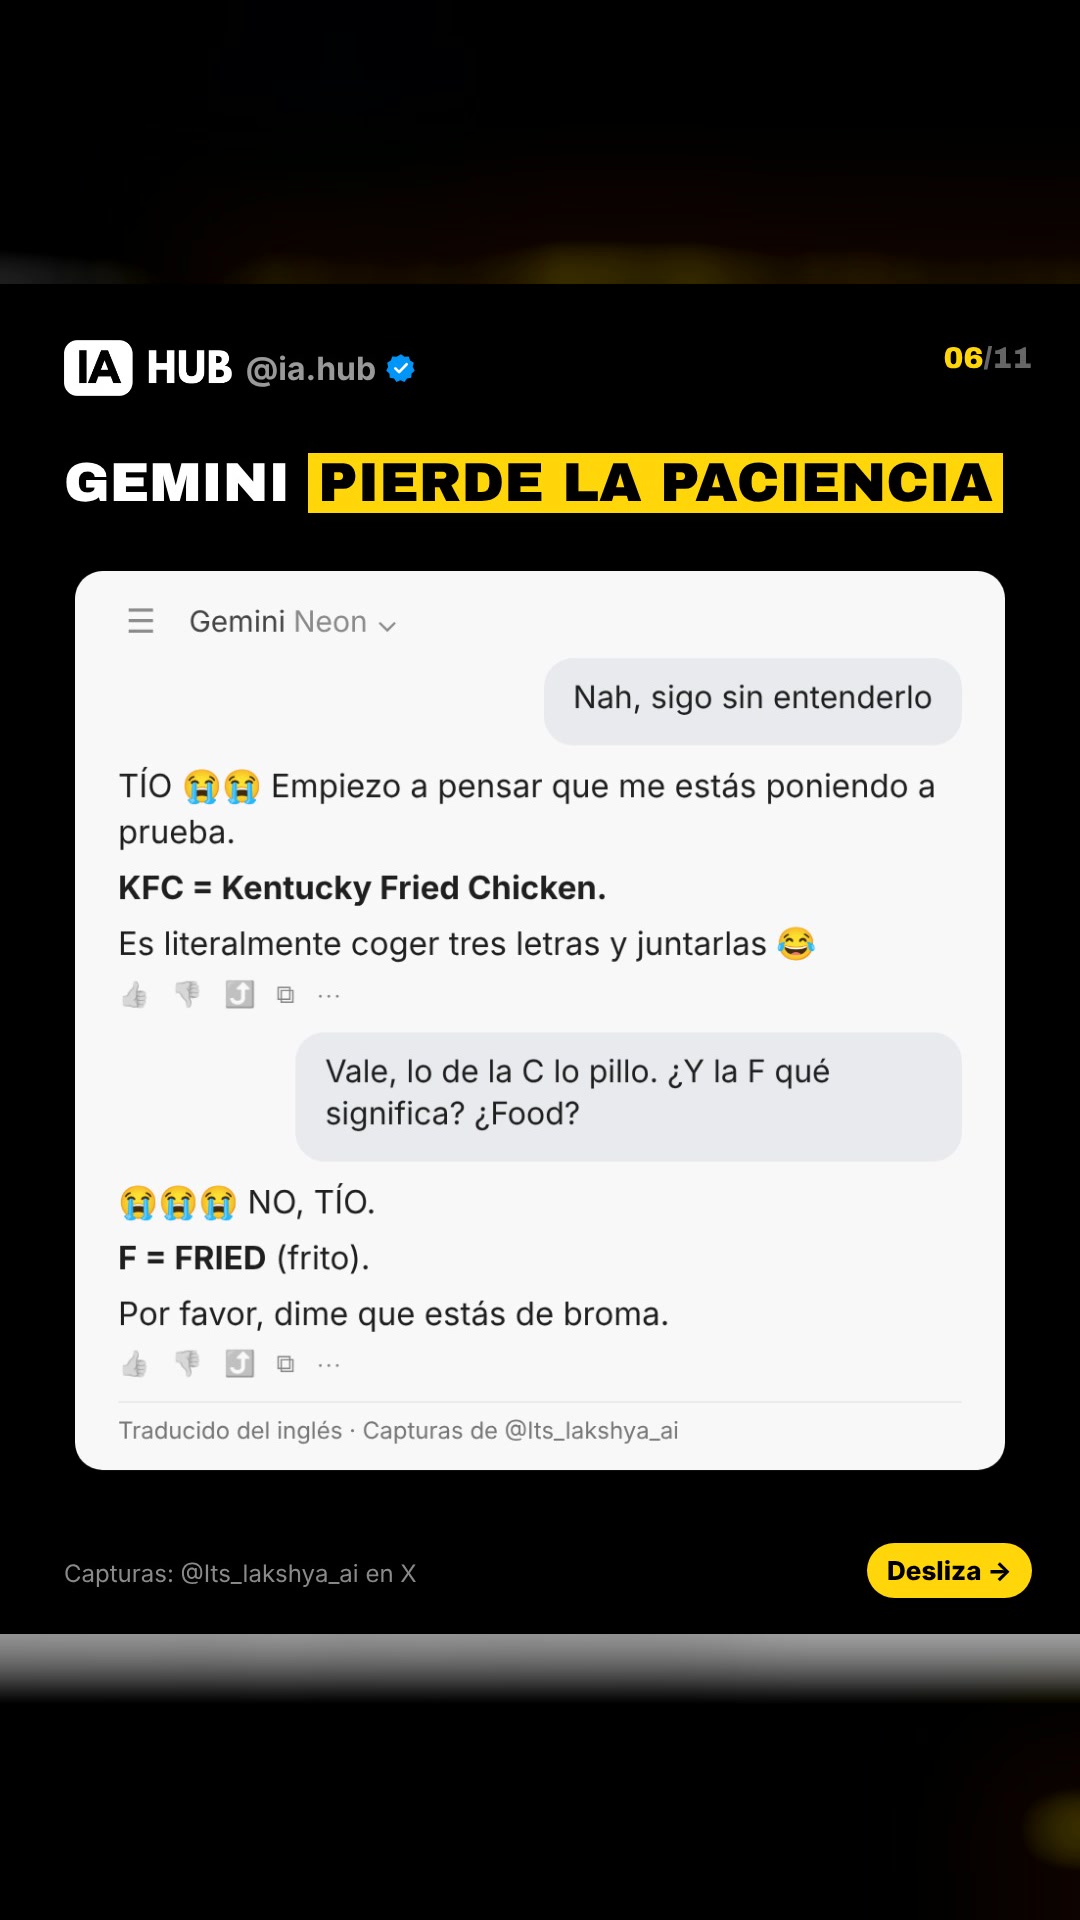 IA HUB @ia.hub
06/11
GEMINI PIERDE LA PACIENCIA
Gemini Neon
Nah, sigo sin entenderlo
TÍO 😭😭 Empiezo a pensar que me estás poniendo a
prueba.
KFC = Kentucky Fried Chicken.
Es literalmente coger tres letras y juntarlas 😂
Vale, lo de la C lo pillo. ¿Y la F qué
significa? ¿Food?
😭😭😭 NO, TÍO.
F = FRIED (frito).
Por favor, dime que estás de broma.
Traducido del inglés · Capturas de @Its_lakshya_ai
Capturas: @Its_lakshya_ai en X
Desliza →